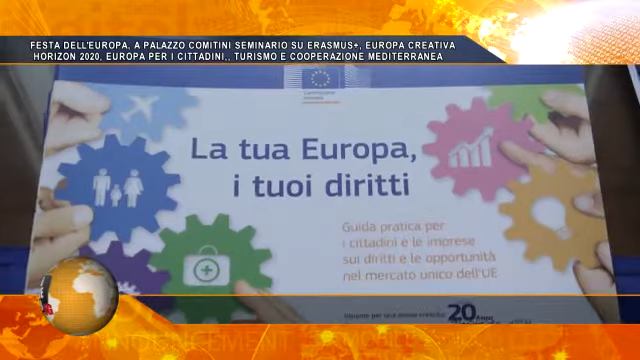 FESTA DELL'EUROPA, A PALAZZO COMITINI SEMINARIO SU ERASMUS+, EUROPA CREATIVA
HORIZON 2020, EUROPA PER I CITTADINI,, TURISMO E COOPERAZIONE MEDITERRANEA
Commissione
La tua Europa,
i tuoi diritti
Guida pratica per
i cittadini e le imprese
sui diritti e le opportunità
nel mercato unico dell'UE
20 ANNI